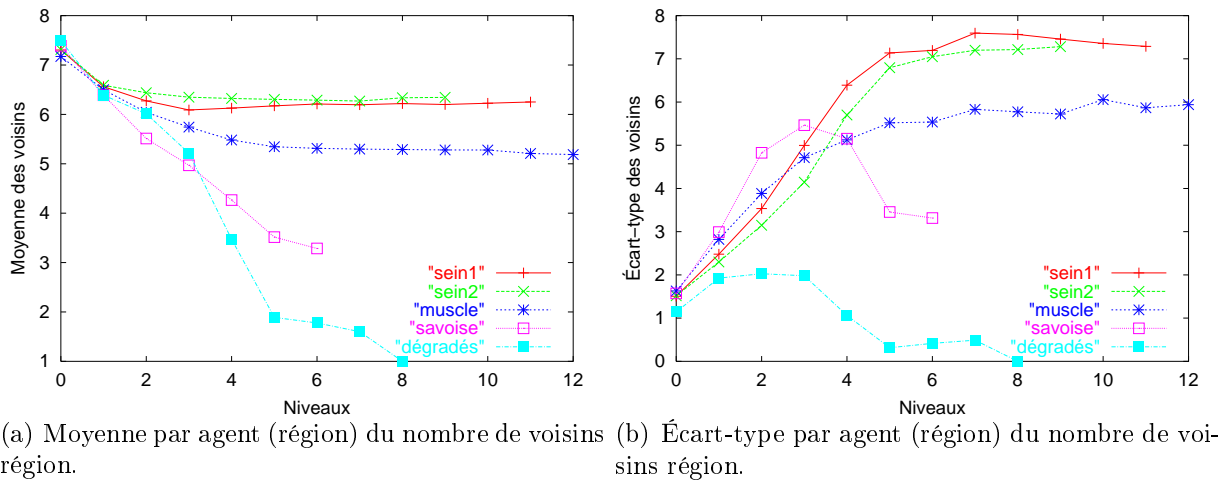 8
7
6
5
4
3
2
1
0
2
4
6
8
10
12
Moyenne des voisins
Niveaux
"sein1"
"sein2"
"muscle"
"savoise"
"dégradés"
8
7
6
5
4
3
2
1
0
0
2
4
6
8
10
12
Écart−type des voisins
Niveaux
"sein1"
"sein2"
"muscle"
"savoise"
"dégradés"
(a) Moyenne par agent (région) du nombre de voisins
région.
(b) Écart-type par agent (région) du nombre de voi-
sins région.